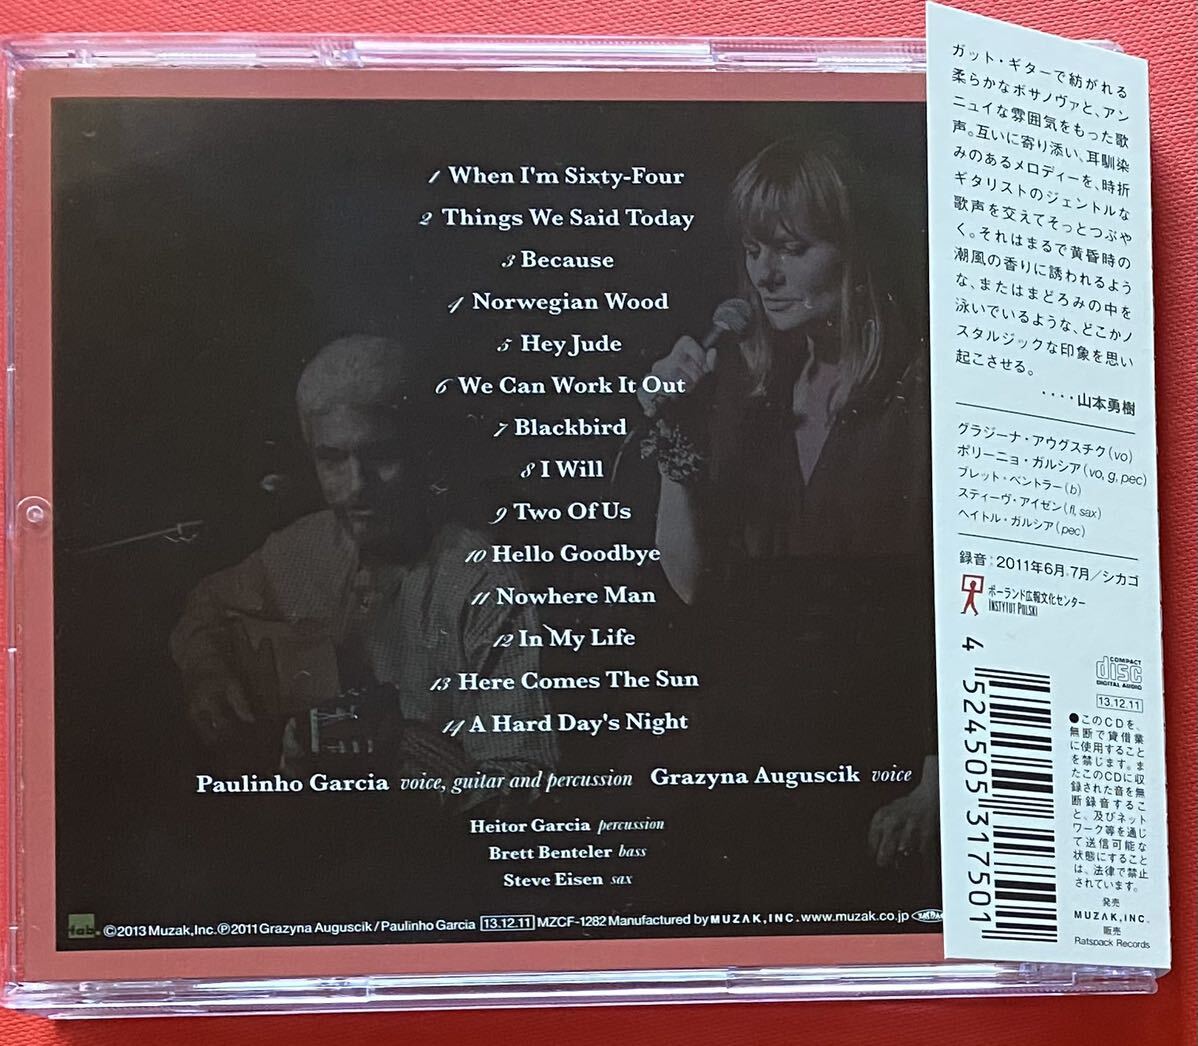 1 When I'm Sixty-Four
2 Things We Said Today
3 Because
4 Norwegian Wood
5 Hey Jude
6 We Can Work It Out
7 Blackbird
8 I Will
9 Two Of Us
10 Hello Goodbye
11 Nowhere Man
12 In My Life
13 Here Comes The Sun
14 A Hard Day's Night
Paulinho Garcia voice, guitar and percussion Grazyna Auguscik voice
Heitor Garcia percussion
Brett Benteler bass
Steve Eisen sax
fab. ©2013 Muzak,Inc. ℗2011 Grazyna Auguscik/Paulinho Garcia 13.12.11 MZCF-1282 Manufactured by MUZAK,INC. www.muzak.co.jp
ガット・ギターで紡がれる
柔らかなボサノヴァと、アン
ニュイな雰囲気をもった歌
声。互いに寄り添い、耳馴染
みのあるメロディーを、時折
ギタリストのジェントルな
歌声を交えてそっとつぶや
く。それはまるで黄昏時の
潮風の香りに誘われるよう
な、またはまどろみの中を
泳いでいるような、どこかノ
スタルジックな印象を思い
起こさせる。
‥‥山本勇樹
グラジーナ・アウグスチク(vo)
ポリーニョ・ガルシア(vo, g, pec)
ブレット・ベントラー(b)
スティーヴ・アイゼン(fl, sax)
ヘイトル・ガルシア(pec)
録音:2011年6月.7月/シカゴ
ポーランド広報文化センター
INSTYTUT POLSKI
4 524505 317501
COMPACT
disc
DIGITAL AUDIO
13.12.11
●このCDを、
無断で賃借業
に使用すること
を禁じます。ま
たこのCDに収
録された音を無
断録音するこ
と、及びネット
ワーク等を通じ
て送信可能な
状態にすること
は、法律で禁止
されています。
発売
MUZAK,INC.
販売
Ratspack Records